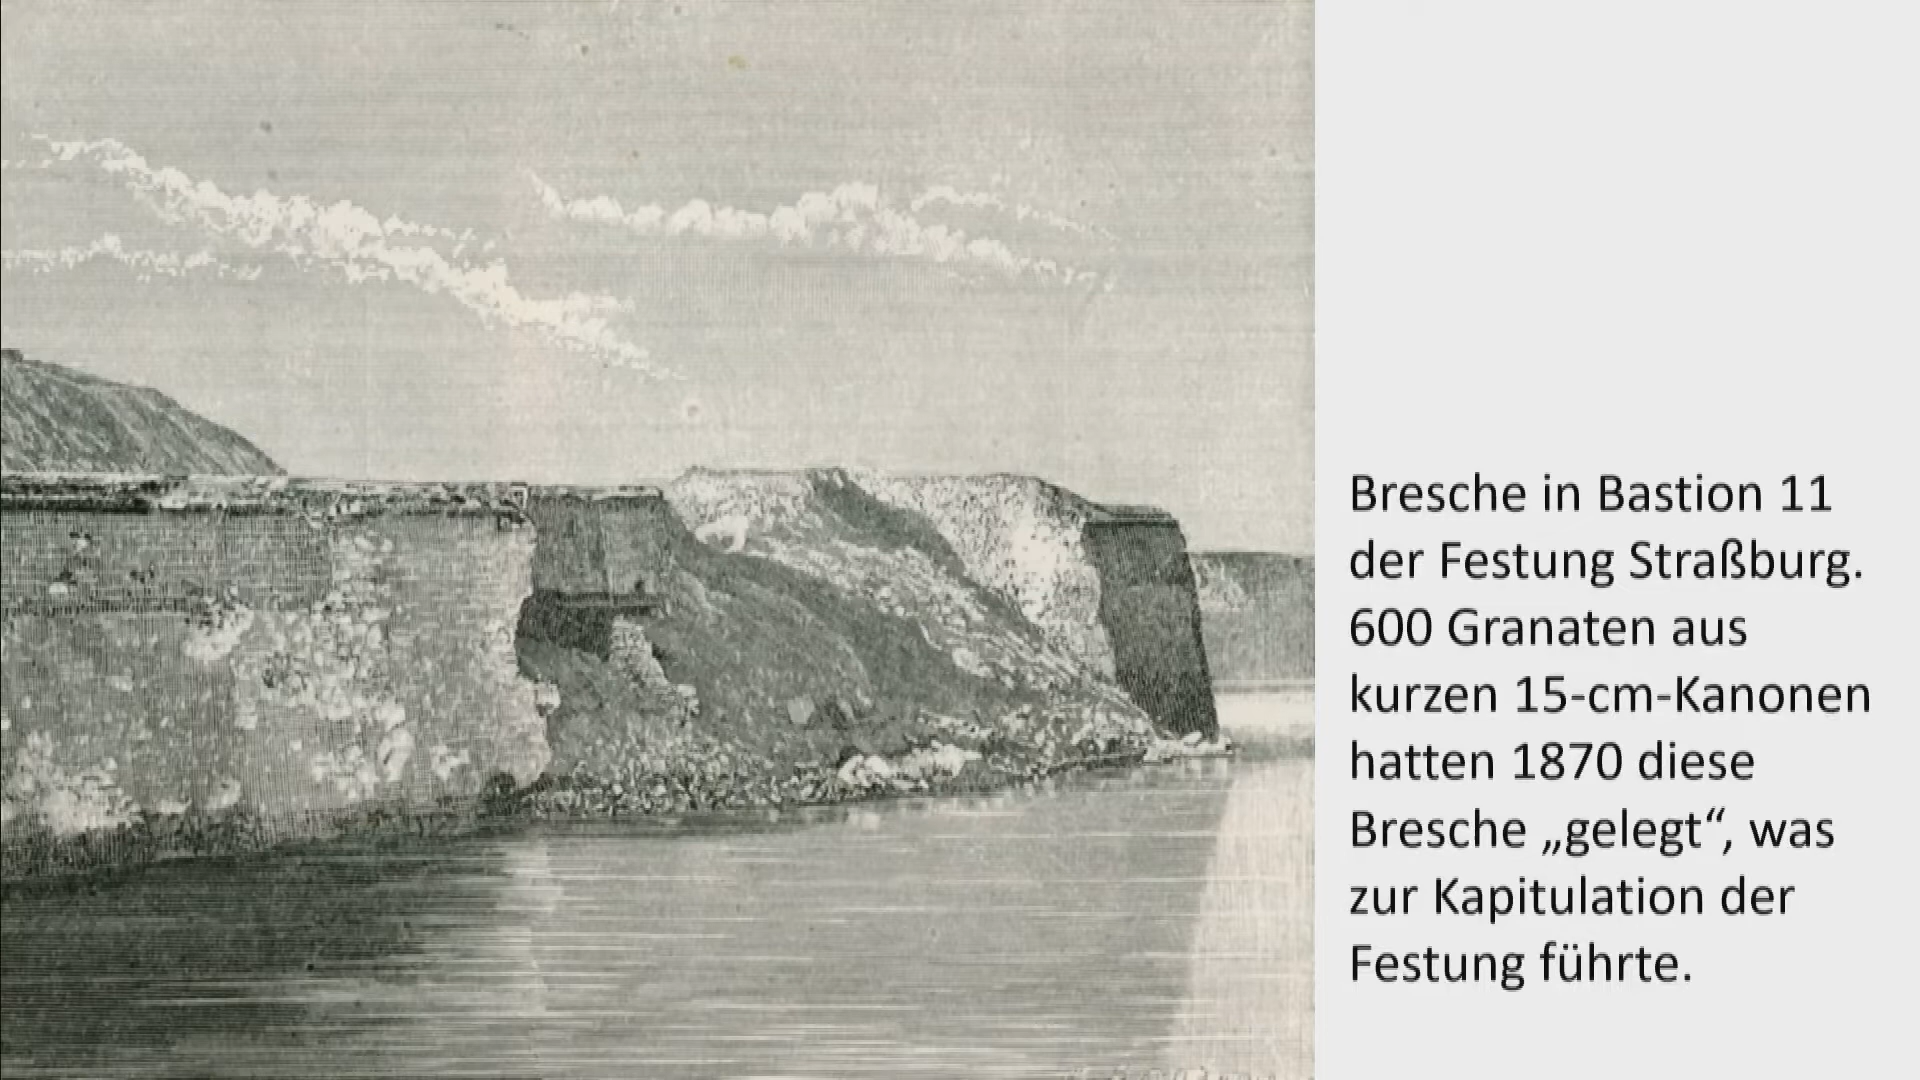 Bresche in Bastion 11
der Festung Straßburg.
600 Granaten aus
kurzen 15-cm-Kanonen
hatten 1870 diese
Bresche „gelegt“, was
zur Kapitulation der
Festung führte.